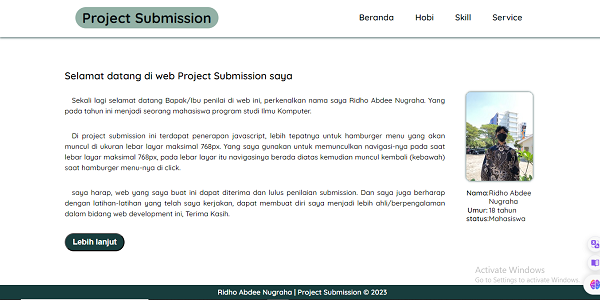 Project Submission
Beranda Hobi Skill Service
Selamat datang di web Project Submission saya
Sekali lagi selamat datang Bapak/Ibu penilai di web ini, perkenalkan nama saya Ridho Abdee Nugraha. Yang
pada tahun ini menjadi seorang mahasiswa program studi Ilmu Komputer.
Di project submission ini terdapat penerapan javascript, lebih tepatnya untuk hamburger menu yang akan
muncul di ukuran lebar layar maksimal 768px. Yang saya gunakan untuk memunculkan navigasi-nya pada saat
lebar layar maksimal 768px, pada lebar layar itu navigasinya berada diatas kemudian muncul kembali (kebawah)
saat hamburger menu-nya di click.
saya harap, web yang saya buat ini dapat diterima dan lulus penilaian submission. Dan saya juga berharap
dengan latihan-latihan yang telah saya kerjakan, dapat membuat diri saya menjadi lebih ahli/berpengalaman
dalam bidang web development ini, Terima Kasih.
Lebih lanjut
Nama:Ridho Abdee
Nugraha
Umur: 18 tahun
status:Mahasiswa
Activate Windows
Go to Settings to activate Windows.
Ridho Abdee Nugraha | Project Submission © 2023